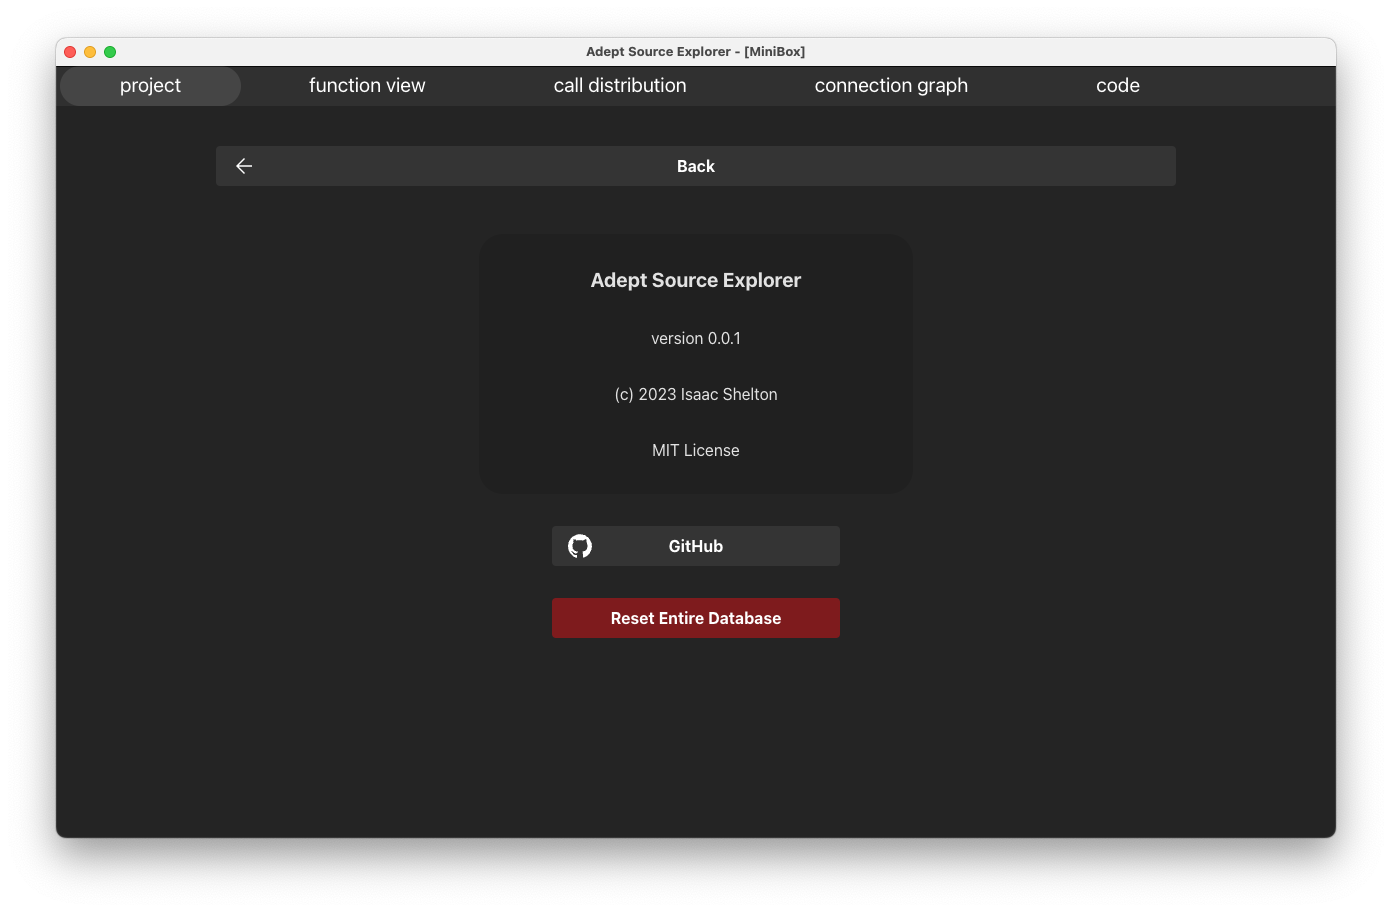 Adept Source Explorer - [MiniBox]
project function view call distribution connection graph code
Back
Adept Source Explorer
version 0.0.1
(c) 2023 Isaac Shelton
MIT License
GitHub
Reset Entire Database